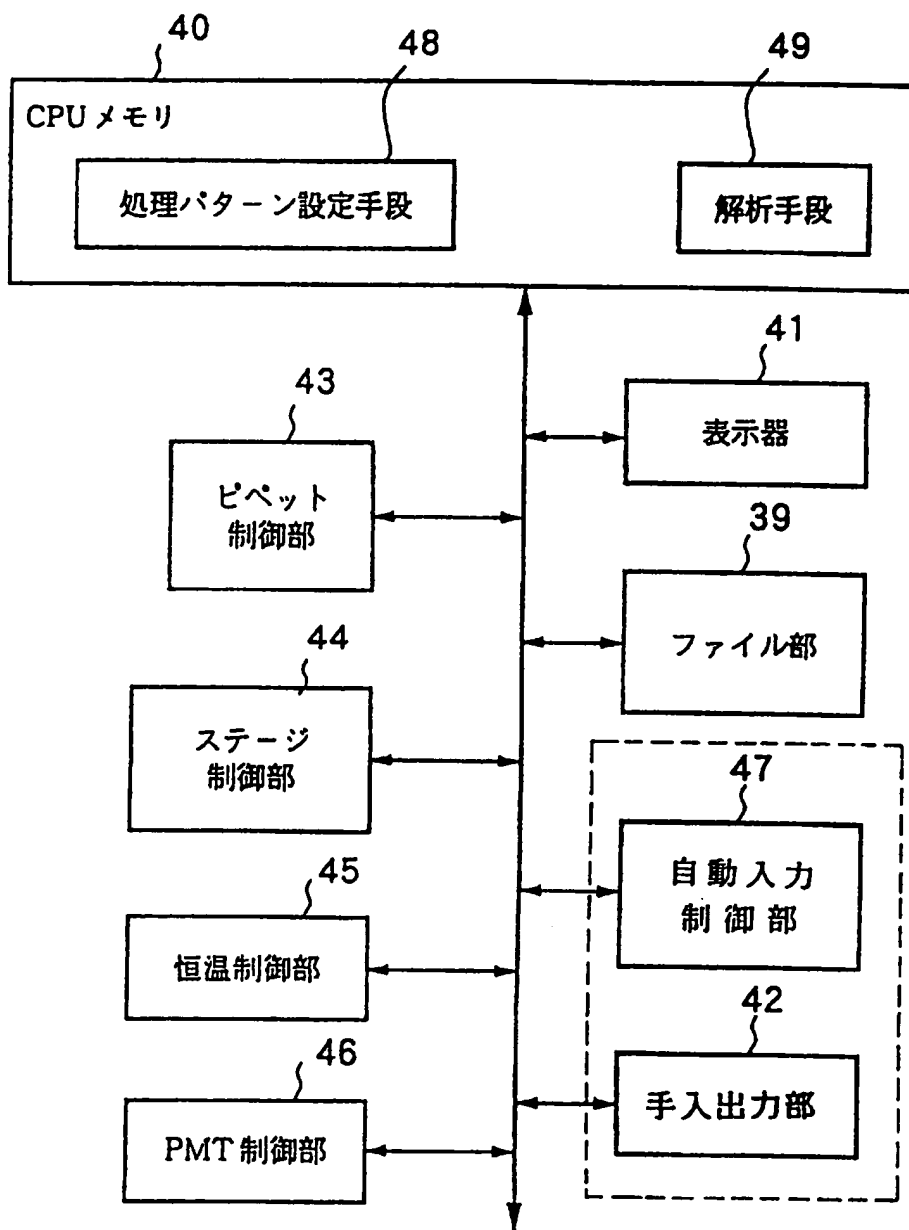 40
48
49
CPUメモリ
処理パターン設定手段
解析手段
41
表示器
43
ピペット
制御部
39
ファイル部
44
ステージ
制御部
47
自動入力
制御部
45
恒温制御部
42
手入出力部
46
PMT制御部